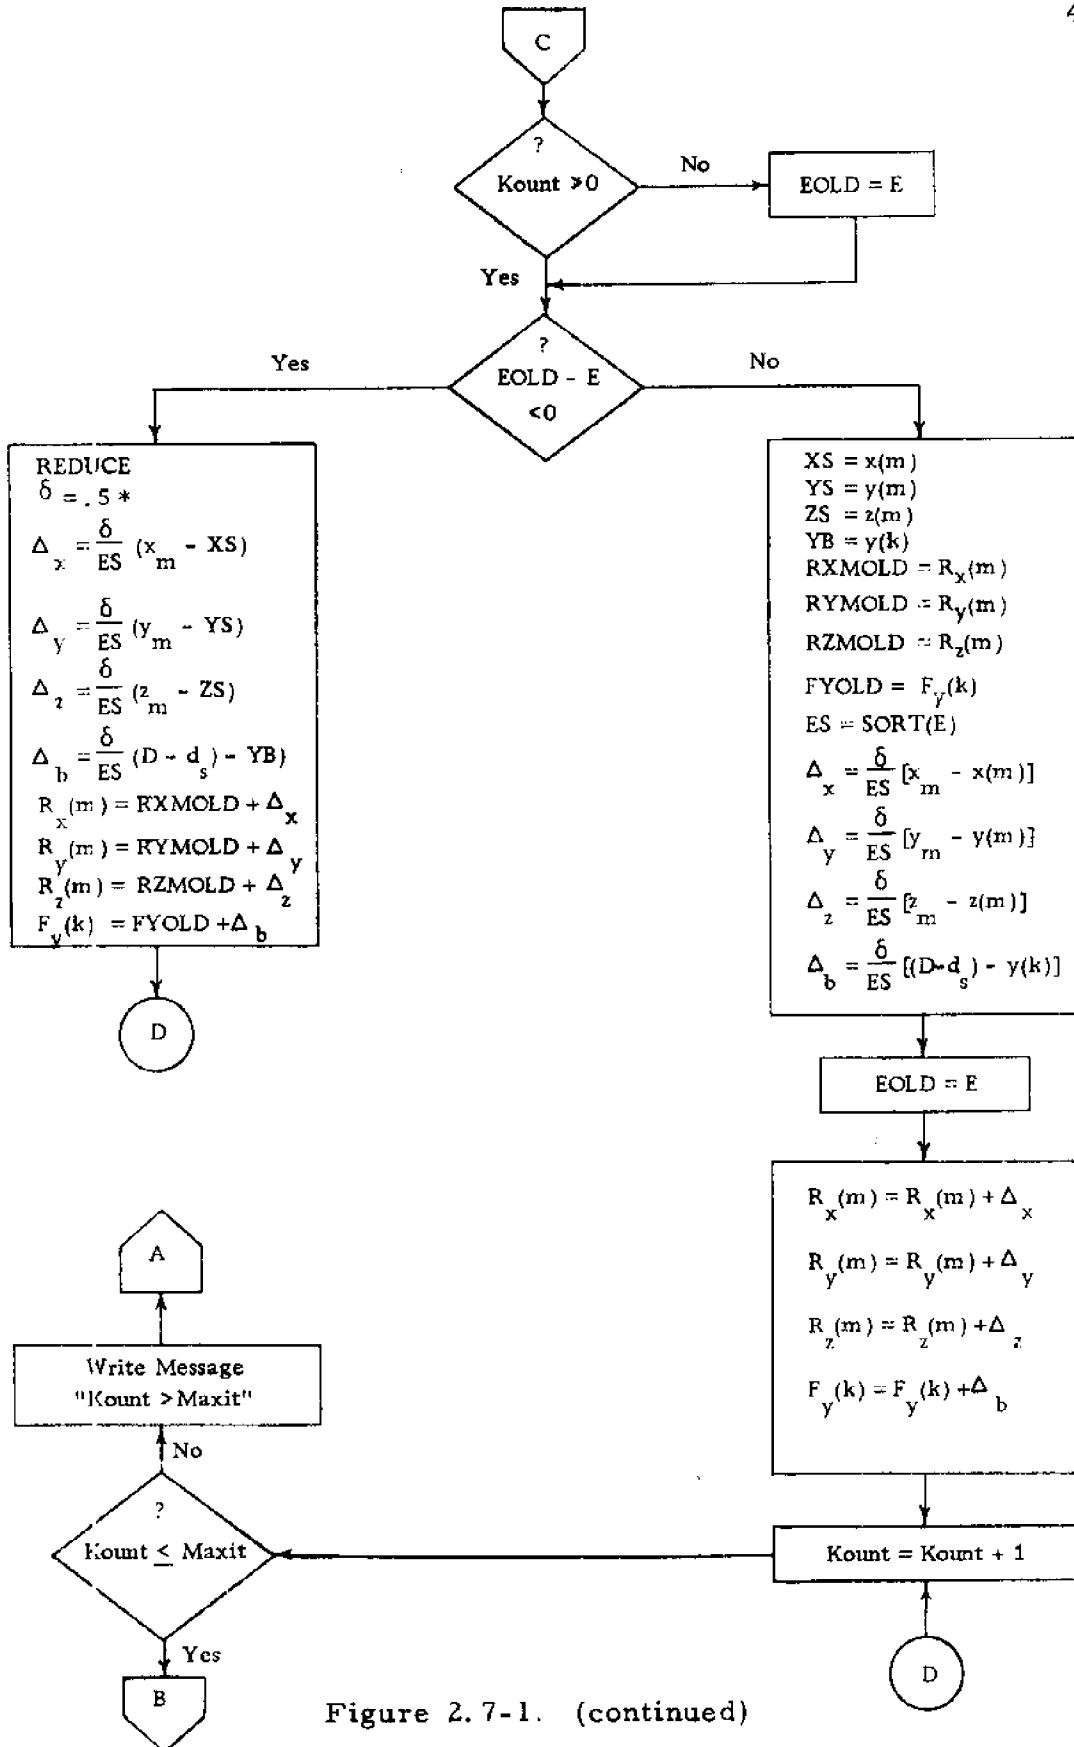 4
C
?
Kount >0
No
EOLD = E
Yes
?
EOLD - E
<0
Yes
No
REDUCE
δ = .5 *
Δx = δ/ES (xm - XS)
Δy = δ/ES (ym - YS)
Δz = δ/ES (zm - ZS)
Δb = δ/ES (D - ds) - YB)
Rx(m) = RXMOLD + Δx
Ry(m) = RYMOLD + Δy
Rz(m) = RZMOLD + Δz
Fy(k) = FYOLD + Δb
D
XS = x(m)
YS = y(m)
ZS = z(m)
YB = y(k)
RXMOLD = Rx(m)
RYMOLD = Ry(m)
RZMOLD = Rz(m)
FYOLD = Fy(k)
ES = SORT(E)
Δx = δ/ES [xm - x(m)]
Δy = δ/ES [ym - y(m)]
Δz = δ/ES [zm - z(m)]
Δb = δ/ES [(D-ds) - y(k)]
EOLD = E
Rx(m) = Rx(m) + Δx
Ry(m) = Ry(m) + Δy
Rz(m) = Rz(m) + Δz
Fy(k) = Fy(k) + Δb
A
Write Message
"Kount > Maxit"
No
?
Kount ≤ Maxit
Kount = Kount + 1
Yes
B
D
Figure 2.7-1. (continued)